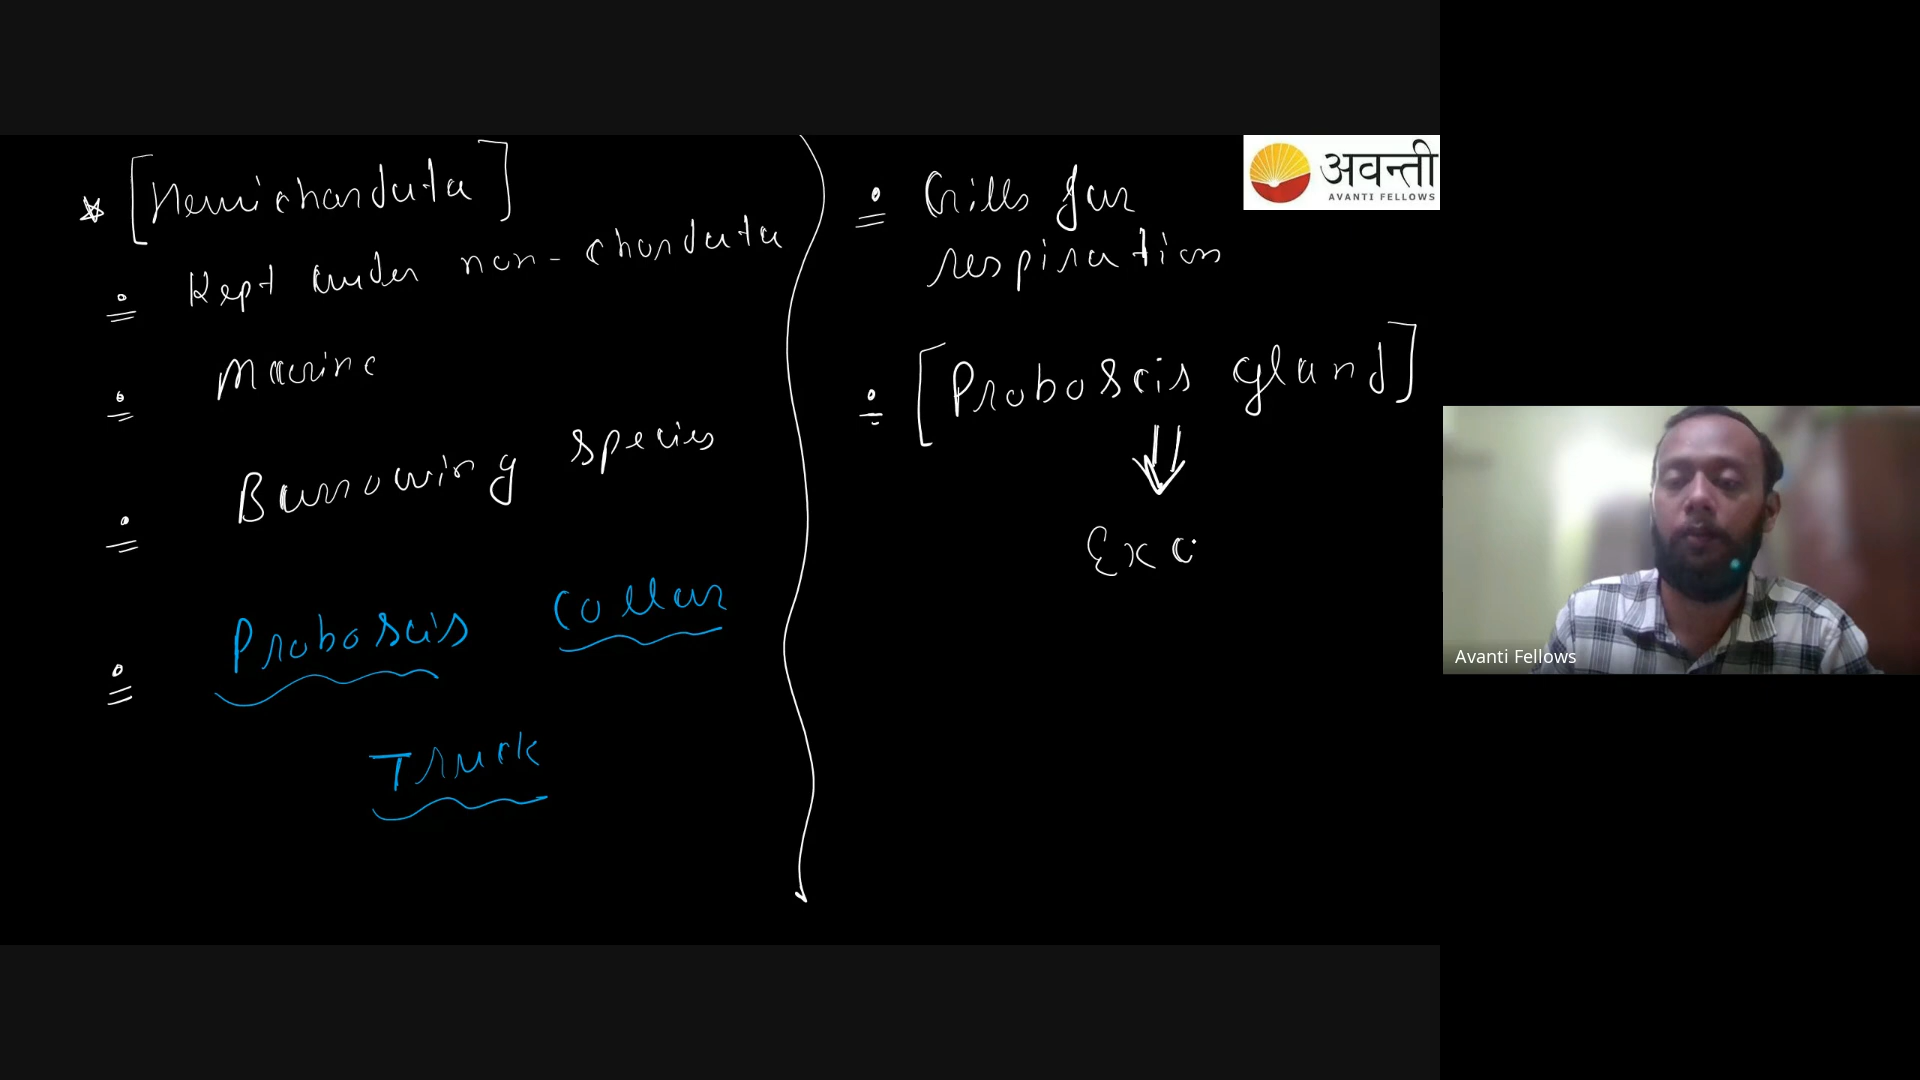 [Hemichordata]
Kept under non-chordata
Marine
Burrowing species
Proboscis Collar
Trunk
Gills for
respiration
[Proboscis gland]
Exc
अवन्ती
AVANTI FELLOWS
Avanti Fellows